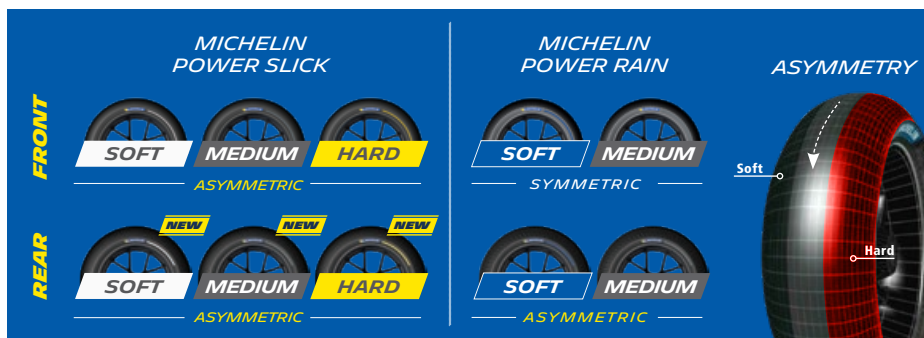 MICHELIN
POWER SLICK
MICHELIN
POWER RAIN
ASYMMETRY
FRONT
SOFT
MEDIUM
HARD
ASYMMETRIC
SOFT
MEDIUM
SYMMETRIC
REAR
NEW
NEW
NEW
SOFT
MEDIUM
HARD
ASYMMETRIC
SOFT
MEDIUM
ASYMMETRIC
Soft
Hard